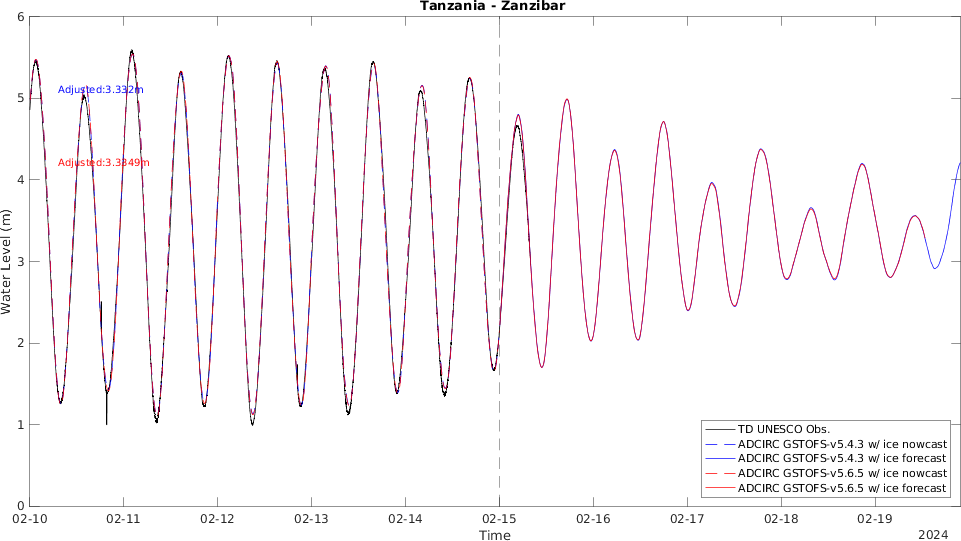 Tanzania - Zanzibar
6
5
4
3
2
1
0
Water Level (m)
Adjusted:3.332m
Adjusted:3.3349m
TD UNESCO Obs.
ADCIRC GSTOFS-v5.4.3 w/ ice nowcast
ADCIRC GSTOFS-v5.4.3 w/ ice forecast
ADCIRC GSTOFS-v5.6.5 w/ ice nowcast
ADCIRC GSTOFS-v5.6.5 w/ ice forecast
02-10 02-11 02-12 02-13 02-14 02-15 02-16 02-17 02-18 02-19
Time
2024